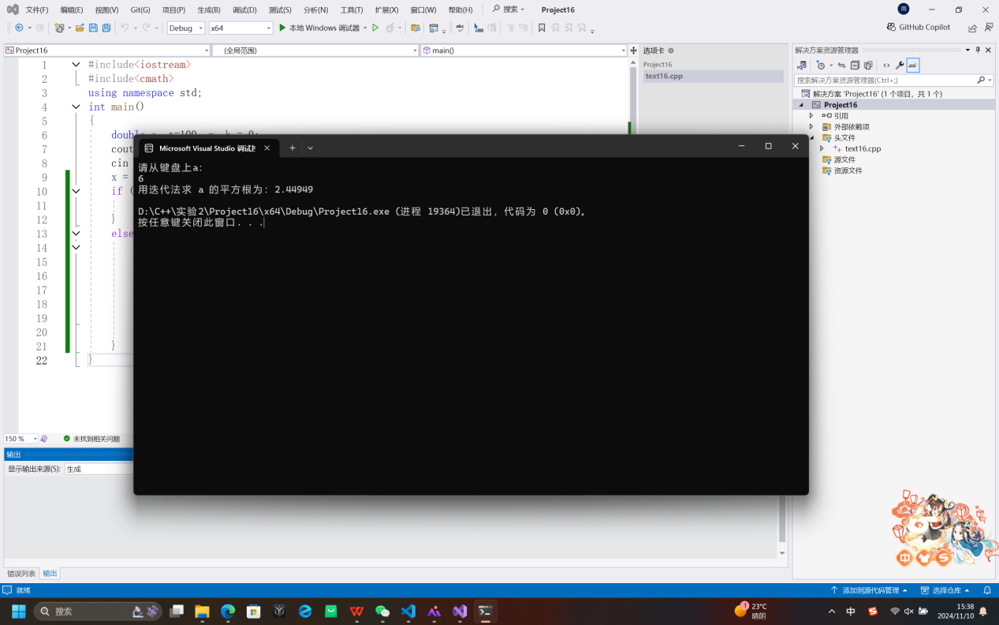 文件(F) 编辑(E) 视图(V) Git(G) 项目(P) 生成(B) 调试(D) 测试(S) 分析(N) 工具(T) 扩展(X) 窗口(W) 帮助(H) 搜索 Project16
Debug x64 本地 Windows 调试器 GitHub Copilot
Project16 (全局范围) main() 选项卡 解决方案资源管理器
Project16
text16.cpp
搜索解决方案资源管理器(Ctrl+;)
解决方案 'Project16' (1 个项目，共 1 个)
Project16
引用
外部依赖项
头文件
text16.cpp
源文件
资源文件
1 #include<iostream>
2 #include<cmath>
3 using namespace std;
4 int main()
5 {
6
7 cout
8 cin
9 x =
10 if (
11
12 }
13 else
14
15
16
17
18
19
20
21 }
22 }
Microsoft Visual Studio 调试
请从键盘上a:
6
用迭代法求 a 的平方根为: 2.44949
D:\C++\实验2\Project16\x64\Debug\Project16.exe (进程 19364)已退出，代码为 0 (0x0)。
按任意键关闭此窗口. . .
150 % 未找到相关问题
输出
显示输出来源(S): 生成
错误列表 输出
就绪 添加到源代码管理 选择仓库
搜索
1 23°C
晴朗
中
15:38
2024/11/10